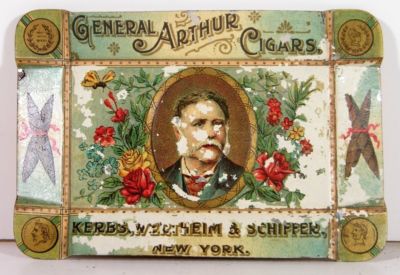 GENERAL ARTHUR CIGARS.
KERBS, WERTHEIM & SCHIFFER,
NEW YORK.